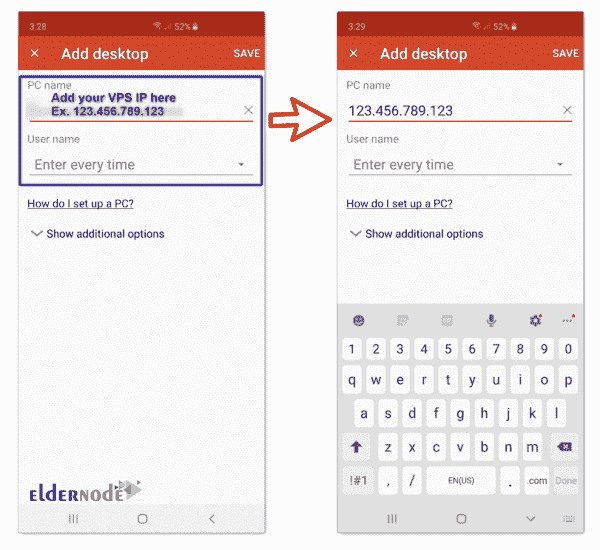 3:28 52%
× Add desktop SAVE
PC name
Add your VPS IP here
Ex. 123.456.789.123
User name
Enter every time
How do I set up a PC?
Show additional options
ELDERNODE
3:29 52%
× Add desktop SAVE
PC name
123.456.789.123
User name
Enter every time
How do I set up a PC?
Show additional options
1 2 3 4 5 6 7 8 9 0
q w e r t y u i o p
a s d f g h j k l
z x c v b n m
!#1 , / EN(US) . .com Done